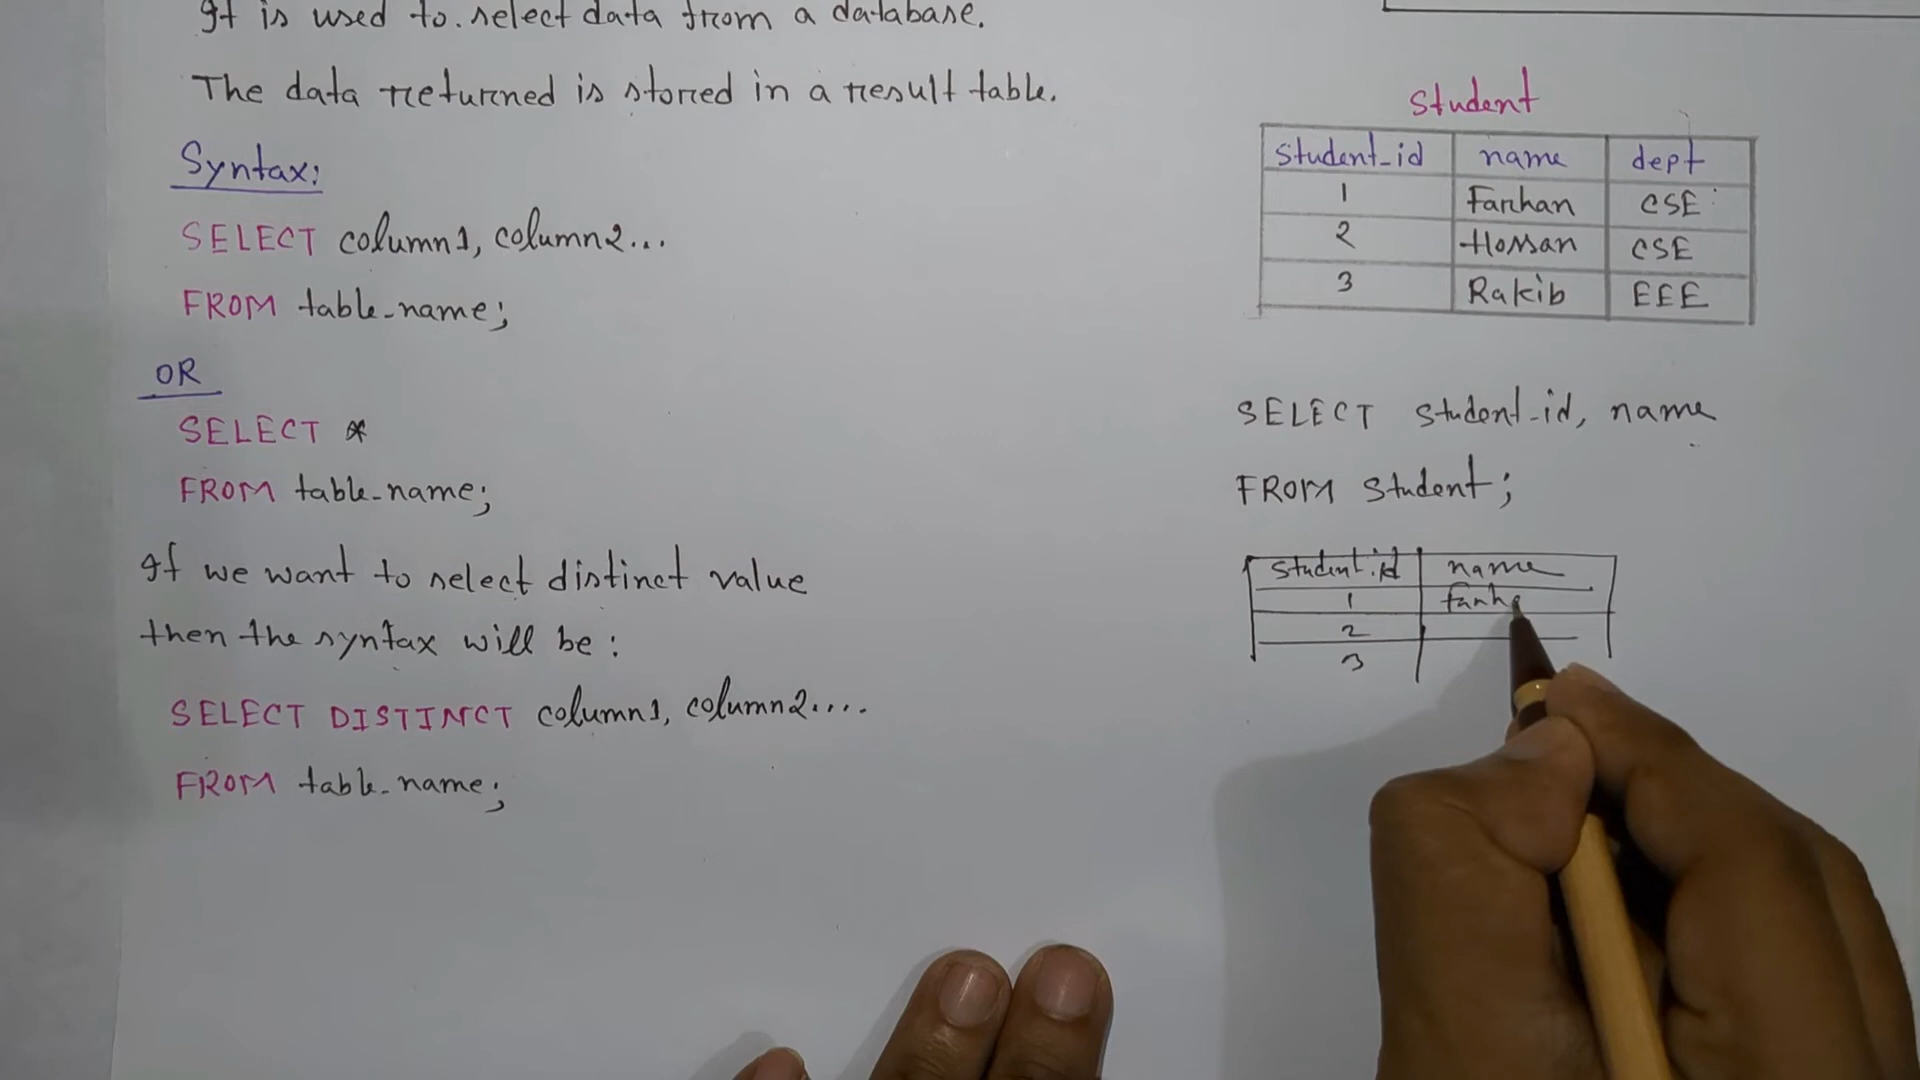 It is used to select data from a database.
The data returned is stored in a result table.
Syntax:
SELECT column1, column2...
FROM table_name;
OR
SELECT *
FROM table_name;
If we want to select distinct value
then the syntax will be:
SELECT DISTINCT column1, column2....
FROM table_name;
Student
Student_id name dept
1 Farhan CSE
2 Hossan CSE
3 Rakib EEE
SELECT student_id, name
FROM student;
student_id name
1 Farha
2
3